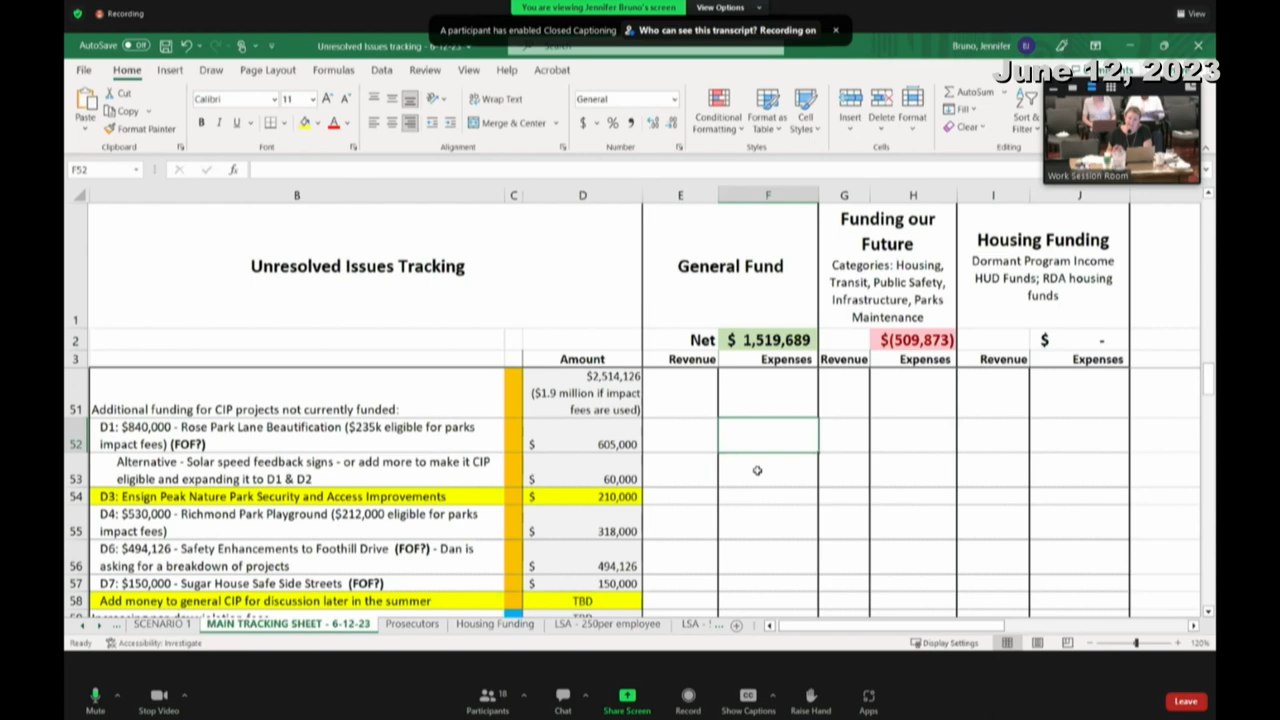 Recording
You are viewing Jennifer Bruno's screen
View Options
View
A participant has enabled Closed Captioning
Who can see this transcript? Recording on
AutoSave Off
Unresolved Issues tracking - 6-12-23
Bruno, Jennifer BJ
June 12, 2023
File Home Insert Draw Page Layout Formulas Data Review View Help Acrobat
Paste
Cut
Copy
Format Painter
Calibri 11
B I U
Wrap Text
Merge & Center
General
$ % ,
Conditional Formatting
Format as Table
Cell Styles
Insert Delete Format
AutoSum
Fill
Clear
Sort &
Filter
Clipboard Font Alignment Number Styles Cells Editing
Work Session Room
F52 fx
B C D E F G H I J
1
Unresolved Issues Tracking
General Fund
Funding our
Future
Categories: Housing,
Transit, Public Safety,
Infrastructure, Parks
Maintenance
Housing Funding
Dormant Program Income
HUD Funds; RDA housing
funds
2 Net $ 1,519,689 $(509,873) $ -
3 Amount Revenue Expenses Revenue Expenses Revenue Expenses
$2,514,126
($1.9 million if impact
51 Additional funding for CIP projects not currently funded: fees are used)
D1: $840,000 - Rose Park Lane Beautification ($235k eligible for parks
52 impact fees) (FOF?) $ 605,000
Alternative - Solar speed feedback signs - or add more to make it CIP
53 eligible and expanding it to D1 & D2 $ 60,000
54 D3: Ensign Peak Nature Park Security and Access Improvements $ 210,000
D4: $530,000 - Richmond Park Playground ($212,000 eligible for parks
55 impact fees) $ 318,000
D6: $494,126 - Safety Enhancements to Foothill Drive (FOF?) - Dan is
56 asking for a breakdown of projects $ 494,126
57 D7: $150,000 - Sugar House Safe Side Streets (FOF?) $ 150,000
58 Add money to general CIP for discussion later in the summer TBD
... SCENARIO 1 MAIN TRACKING SHEET - 6-12-23 Prosecutors Housing Funding LSA - 250per employee LSA - ! ...
Ready Accessibility: Investigate Display Settings 120%
Mute
Stop Video
Participants 18
Chat
Share Screen
Record
CC
Show Captions
Raise Hand
Apps
Leave